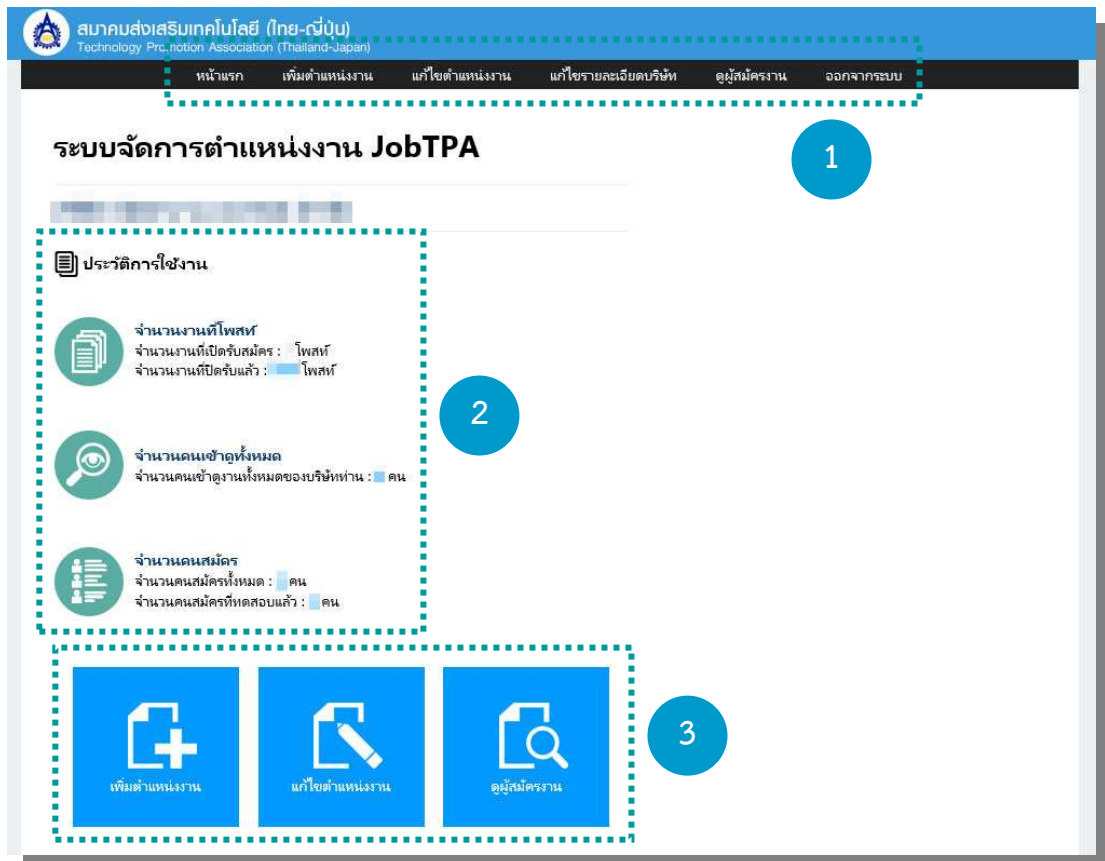 สมาคมส่งเสริมเทคโนโลยี (ไทย-ญี่ปุ่น)
Technology Promotion Association (Thailand-Japan)
หน้าแรก เพิ่มตำแหน่งงาน แก้ไขตำแหน่งงาน แก้ไขรายละเอียดบริษัท ดูผู้สมัครงาน ออกจากระบบ
1
ระบบจัดการตำแหน่งงาน JobTPA
ประวัติการใช้งาน
จำนวนงานที่โพสท์
จำนวนงานที่เปิดรับสมัคร : โพสท์
จำนวนงานที่ปิดรับแล้ว : โพสท์
2
จำนวนคนเข้าดูทั้งหมด
จำนวนคนเข้าดูงานทั้งหมดของบริษัทท่าน : คน
จำนวนคนสมัคร
จำนวนคนสมัครทั้งหมด : คน
จำนวนคนสมัครที่ทดสอบแล้ว : คน
3
เพิ่มตำแหน่งงาน แก้ไขตำแหน่งงาน ดูผู้สมัครงาน